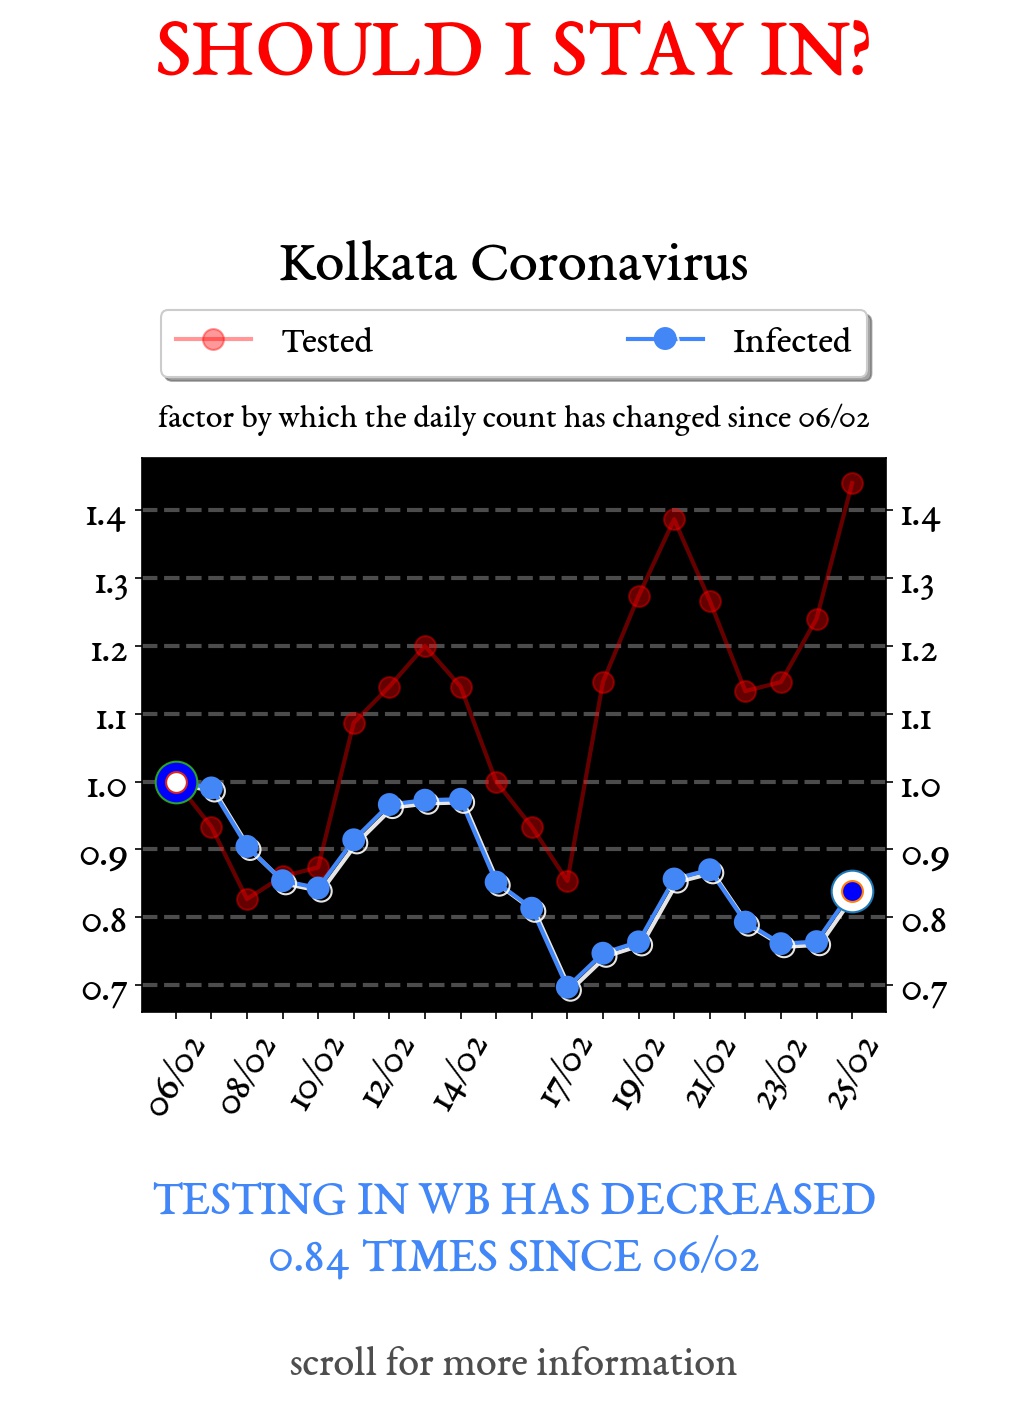 SHOULD I STAY IN?
Kolkata Coronavirus
Tested Infected
factor by which the daily count has changed since 06/02
1.4 1.4
1.3 1.3
1.2 1.2
1.1 1.1
1.0 1.0
0.9 0.9
0.8 0.8
0.7 0.7
06/02 08/02 10/02 12/02 14/02 17/02 19/02 21/02 23/02 25/02
TESTING IN WB HAS DECREASED
0.84 TIMES SINCE 06/02
scroll for more information